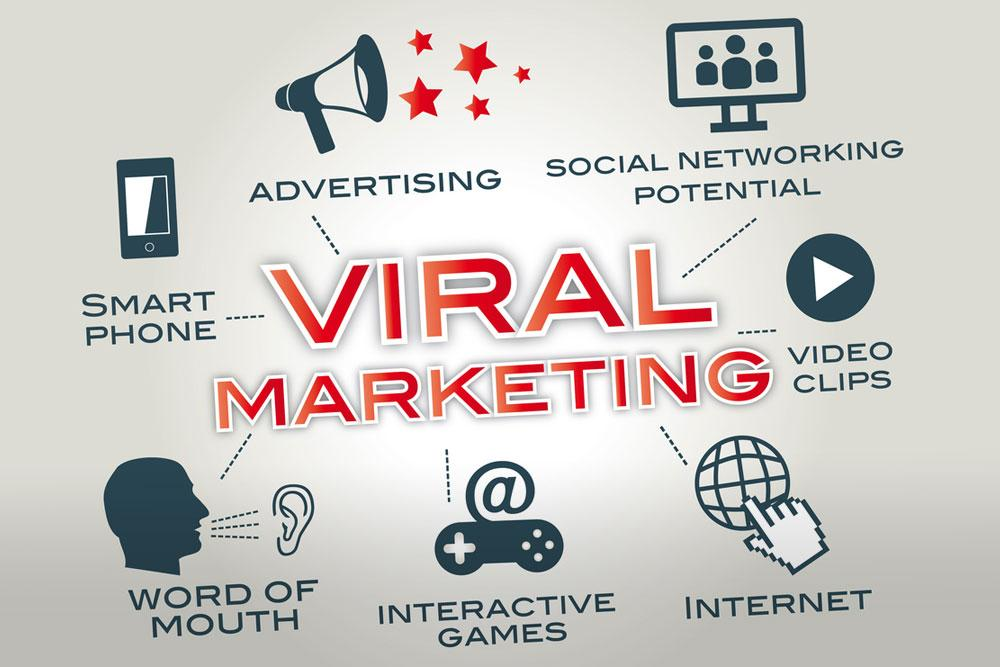 ADVERTISING
SOCIAL NETWORKING
POTENTIAL
SMART
PHONE
VIRAL
MARKETING
VIDEO
CLIPS
WORD OF
MOUTH
@
INTERACTIVE
GAMES
INTERNET